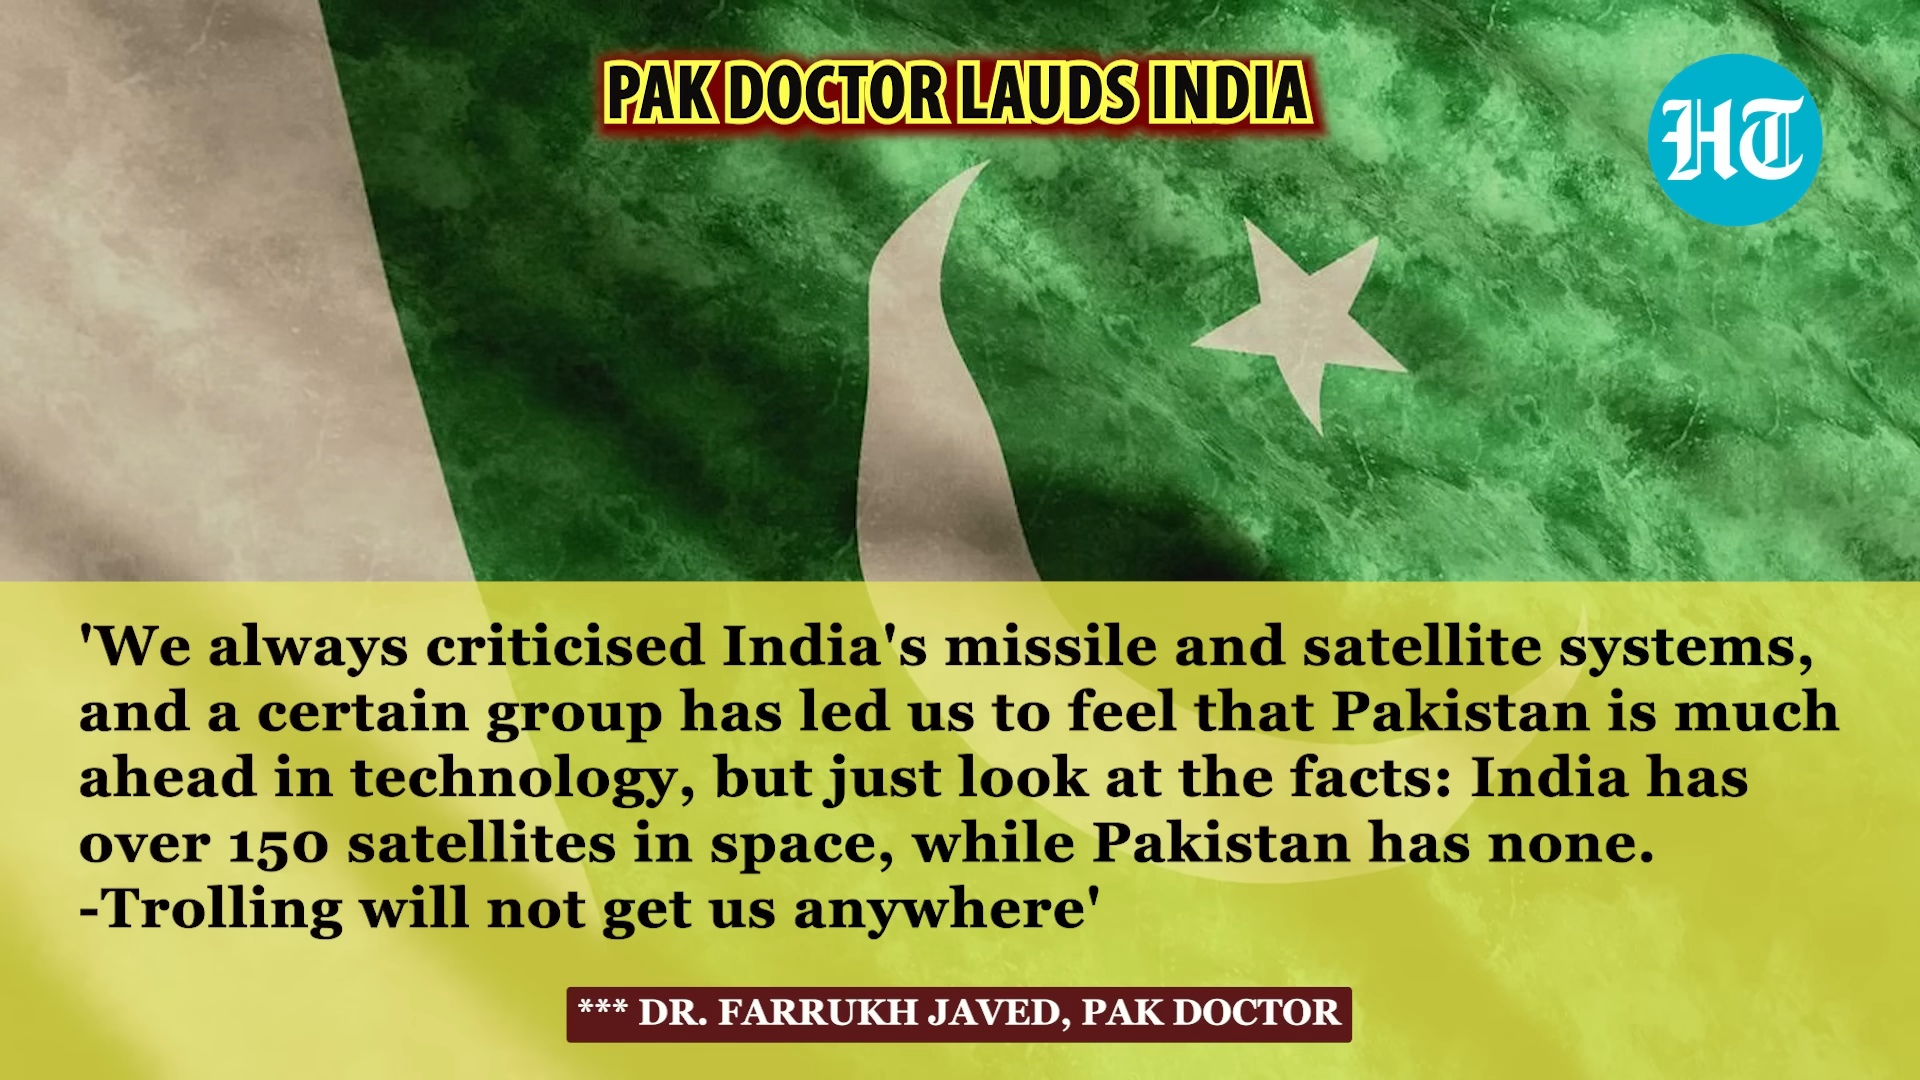 PAK DOCTOR LAUDS INDIA
HT
'We always criticised India's missile and satellite systems,
and a certain group has led us to feel that Pakistan is much
ahead in technology, but just look at the facts: India has
over 150 satellites in space, while Pakistan has none.
-Trolling will not get us anywhere'
*** DR. FARRUKH JAVED, PAK DOCTOR